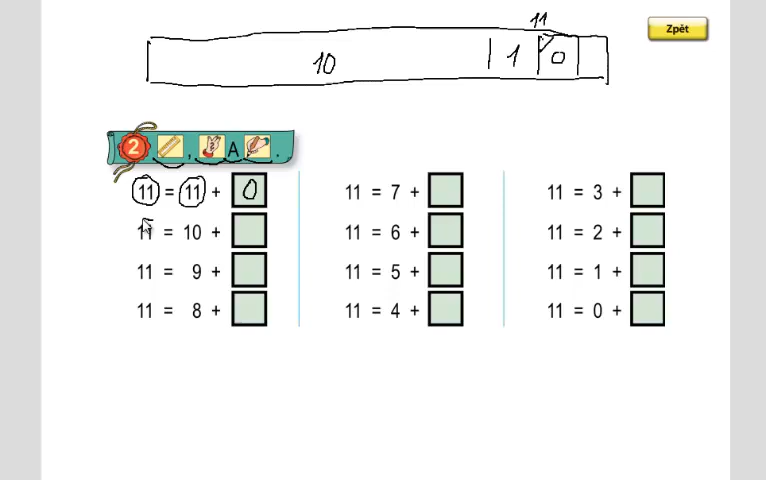 11
Zpět
10 1 0
2 , A .
11 = 11 + 0
11 = 10 +
11 = 9 +
11 = 8 +
11 = 7 +
11 = 6 +
11 = 5 +
11 = 4 +
11 = 3 +
11 = 2 +
11 = 1 +
11 = 0 +